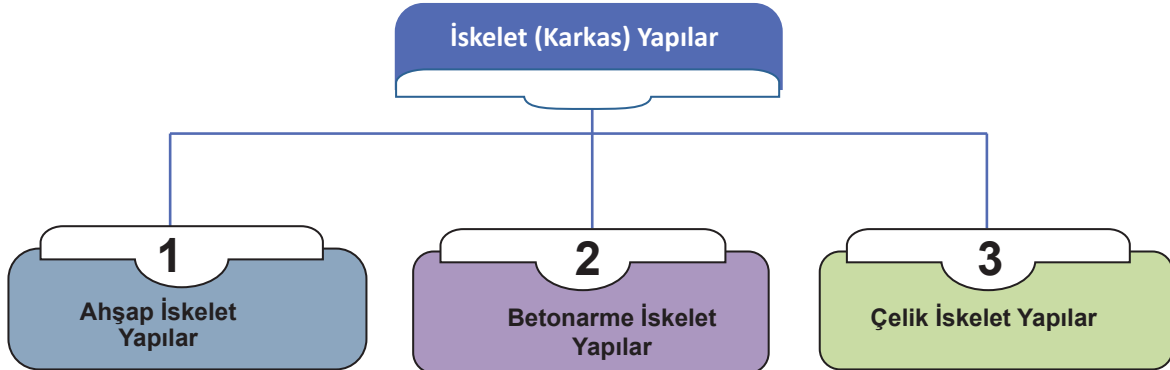 İskelet (Karkas) Yapılar
1
Ahşap İskelet
Yapılar
2
Betonarme İskelet
Yapılar
3
Çelik İskelet Yapılar